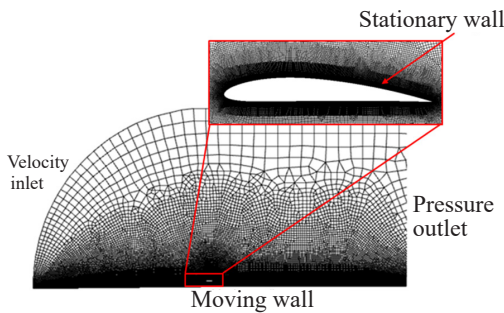 Stationary wall
Velocity
inlet
Pressure
outlet
Moving wall